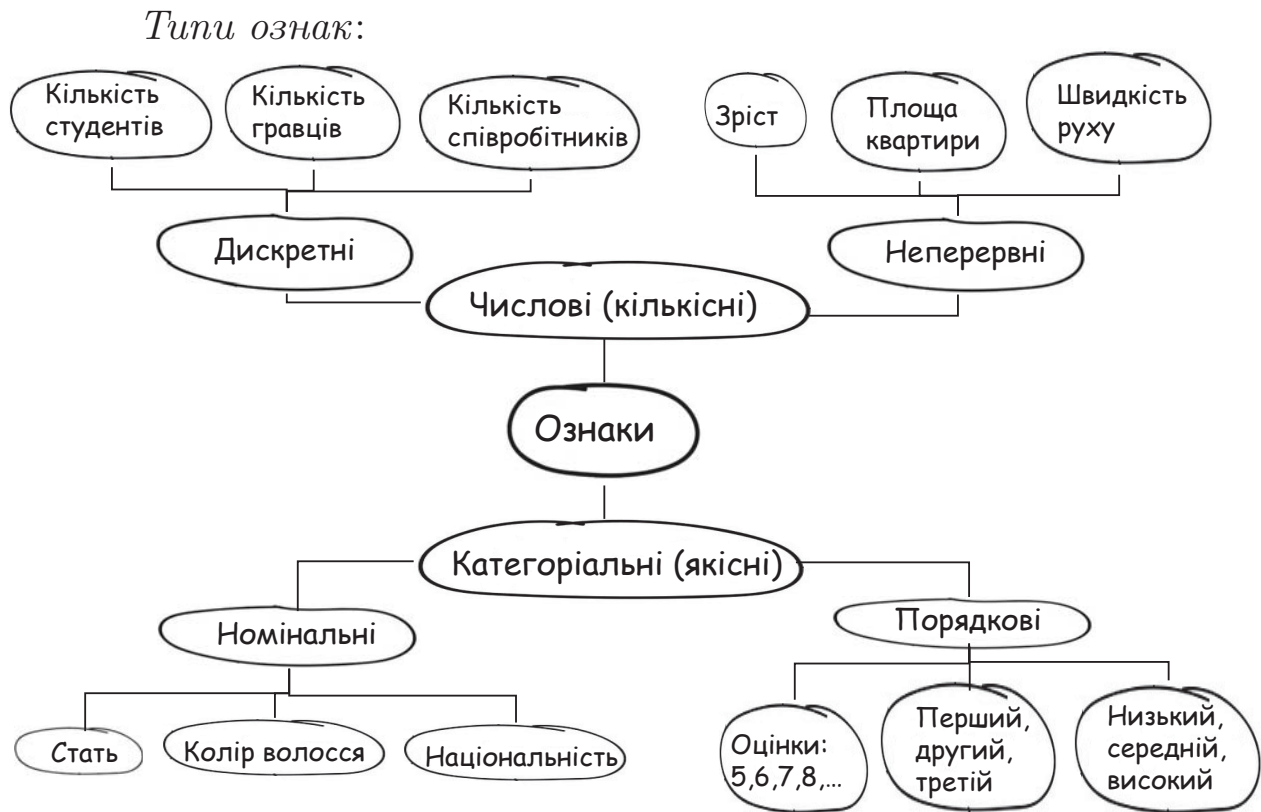 Типи ознак:
Кількість
студентів
Кількість
гравців
Кількість
співробітників
Зріст
Площа
квартири
Швидкість
руху
Дискретні
Неперервні
Числові (кількісні)
Ознаки
Категоріальні (якісні)
Номінальні
Порядкові
Стать
Колір волосся
Національність
Оцінки:
5,6,7,8,...
Перший,
другий,
третій
Низький,
середній,
високий